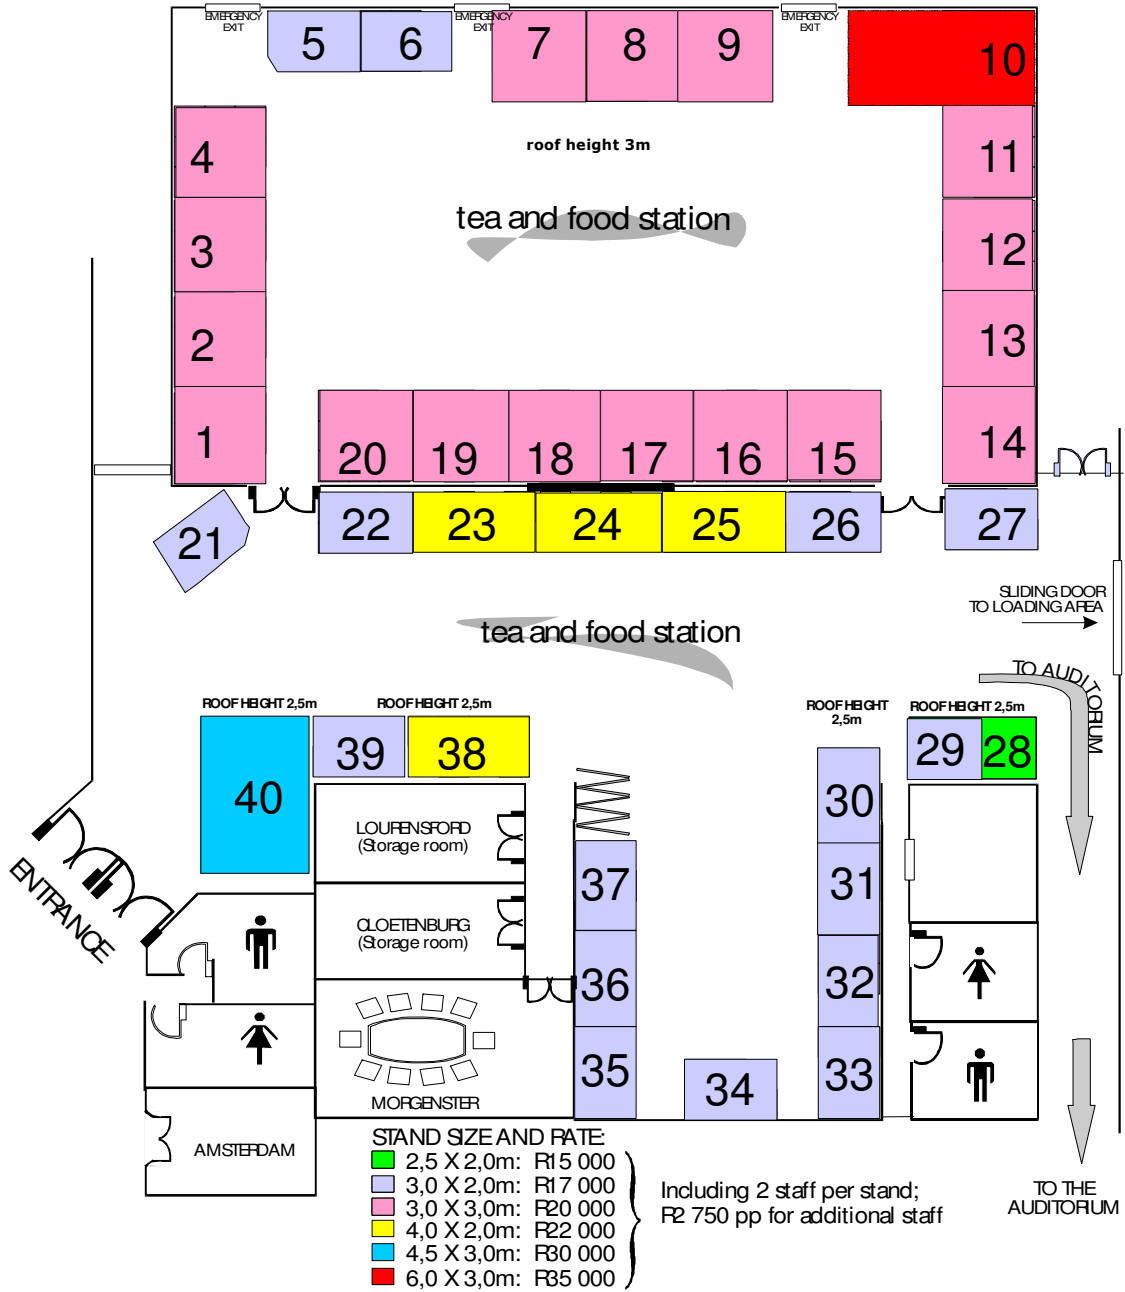 EMERGENCY
EXIT
EMERGENCY
EXIT
EMERGENCY
EXIT
5
6
7
8
9
10
roof height 3m
4
11
tea and food station
3
12
2
13
1
20
19
18
17
16
15
14
21
22
23
24
25
26
27
SLIDING DOOR
TO LOADING AREA
tea and food station
TO AUDITORIUM
ROOF HEIGHT 2,5m
ROOF HEIGHT 2,5m
ROOF HEIGHT
2,5m
ROOF HEIGHT 2,5m
40
39
38
30
29
28
LOURENSFORD
(Storage room)
ENTRANCE
37
31
CLOETENBURG
(Storage room)
36
32
35
34
33
MORGENSTER
AMSTERDAM
STAND SIZE AND RATE:
2,5 X 2,0m: R15 000
3,0 X 2,0m: R17 000
3,0 X 3,0m: R20 000
4,0 X 2,0m: R22 000
4,5 X 3,0m: R30 000
6,0 X 3,0m: R35 000
Including 2 staff per stand;
R2 750 pp for additional staff
TO THE
AUDITORIUM